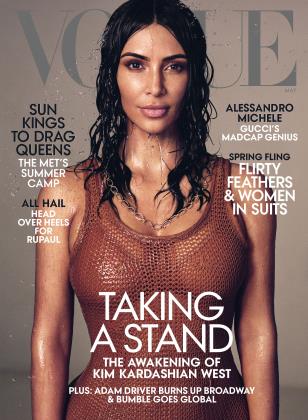 VOGUE
MAY
SUN
KINGS
TO DRAG
QUEENS
THE MET'S
SUMMER
CAMP
ALL HAIL
HEAD
OVER HEELS
FOR
RUPAUL
ALESSANDRO
MICHELE
GUCCI'S
MADCAP GENIUS
SPRING FLING
FLIRTY
FEATHERS
& WOMEN
IN SUITS
TAKING
A STAND
THE AWAKENING OF
KIM KARDASHIAN WEST
PLUS: ADAM DRIVER BURNS UP BROADWAY
& BUMBLE GOES GLOBAL